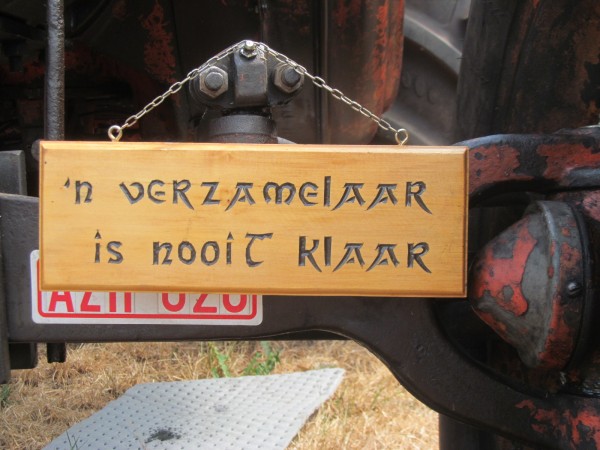 'n verzamelaar
is nooit klaar